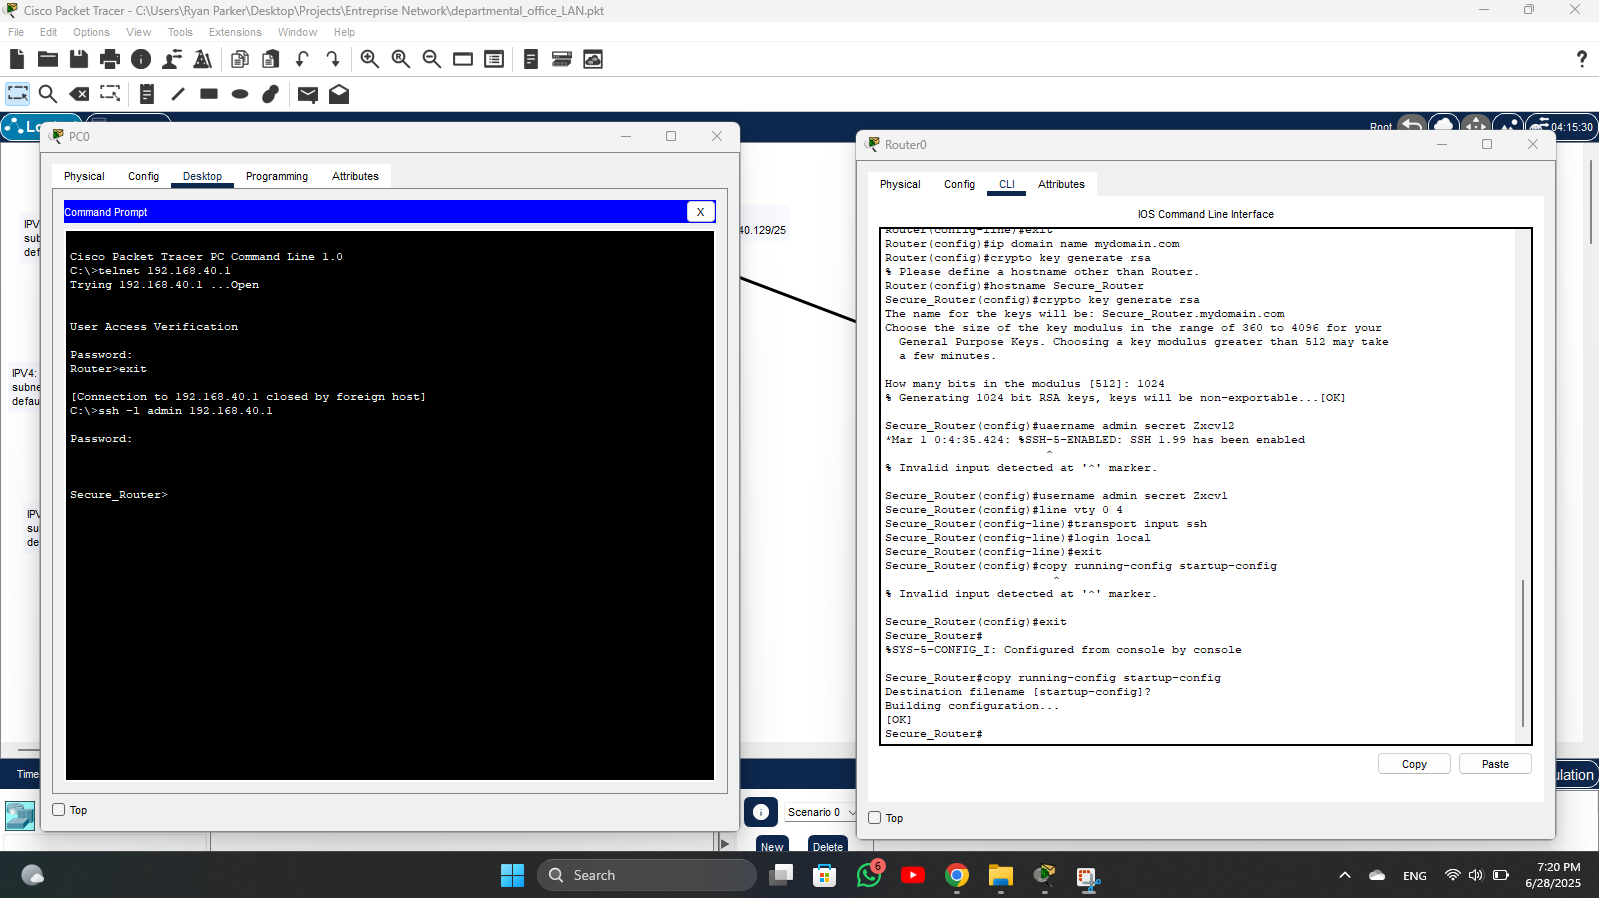 Cisco Packet Tracer - C:\Users\Ryan Parker\Desktop\Projects\Entreprise Network\departmental_office_LAN.pkt
File Edit Options View Tools Extensions Window Help
Root 04:15:30
PC0
Physical Config Desktop Programming Attributes
Command Prompt X
Cisco Packet Tracer PC Command Line 1.0
C:\>telnet 192.168.40.1
Trying 192.168.40.1 ...Open
User Access Verification
Password:
Router>exit
[Connection to 192.168.40.1 closed by foreign host]
C:\>ssh -l admin 192.168.40.1
Password:
Secure_Router>
Top
IPV
sub
def
IPV4:
subne
defau
IPV
su
de
40.129/25
Router0
Physical Config CLI Attributes
IOS Command Line Interface
Router(config-line)#exit
Router(config)#ip domain name mydomain.com
Router(config)#crypto key generate rsa
% Please define a hostname other than Router.
Router(config)#hostname Secure_Router
Secure_Router(config)#crypto key generate rsa
The name for the keys will be: Secure_Router.mydomain.com
Choose the size of the key modulus in the range of 360 to 4096 for your
General Purpose Keys. Choosing a key modulus greater than 512 may take
a few minutes.
How many bits in the modulus [512]: 1024
% Generating 1024 bit RSA keys, keys will be non-exportable...[OK]
Secure_Router(config)#uaername admin secret Zxcvl2
*Mar 1 0:4:35.424: %SSH-5-ENABLED: SSH 1.99 has been enabled
^
% Invalid input detected at '^' marker.
Secure_Router(config)#username admin secret Zxcvl
Secure_Router(config)#line vty 0 4
Secure_Router(config-line)#transport input ssh
Secure_Router(config-line)#login local
Secure_Router(config-line)#exit
Secure_Router(config)#copy running-config startup-config
^
% Invalid input detected at '^' marker.
Secure_Router(config)#exit
Secure_Router#
%SYS-5-CONFIG_I: Configured from console by console
Secure_Router#copy running-config startup-config
Destination filename [startup-config]?
Building configuration...
[OK]
Secure_Router#
Copy Paste
Top
Time
ulation
Scenario 0
New Delete
Search
6
ENG
7:20 PM
6/28/2025